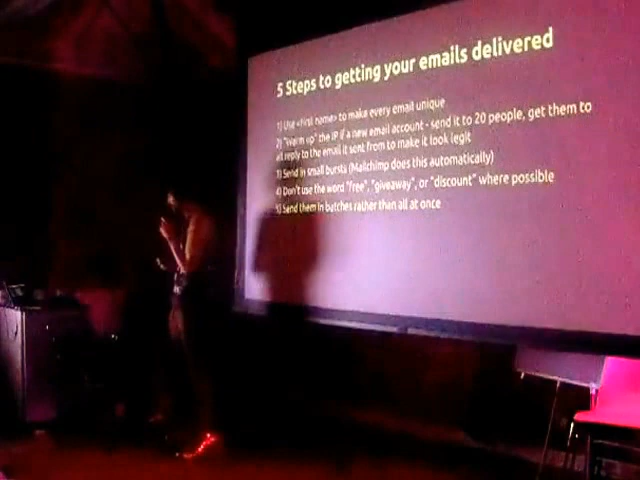 5 Steps to getting your emails delivered
1) Use <first name> to make every email unique
2) "Warm up" the IP if a new email account - send it to 20 people, get them to
all reply to the email it sent from to make it look legit
3) Send in small bursts (Mailchimp does this automatically)
4) Don't use the word "free", "giveaway", or "discount" where possible
5) Send them in batches rather than all at once